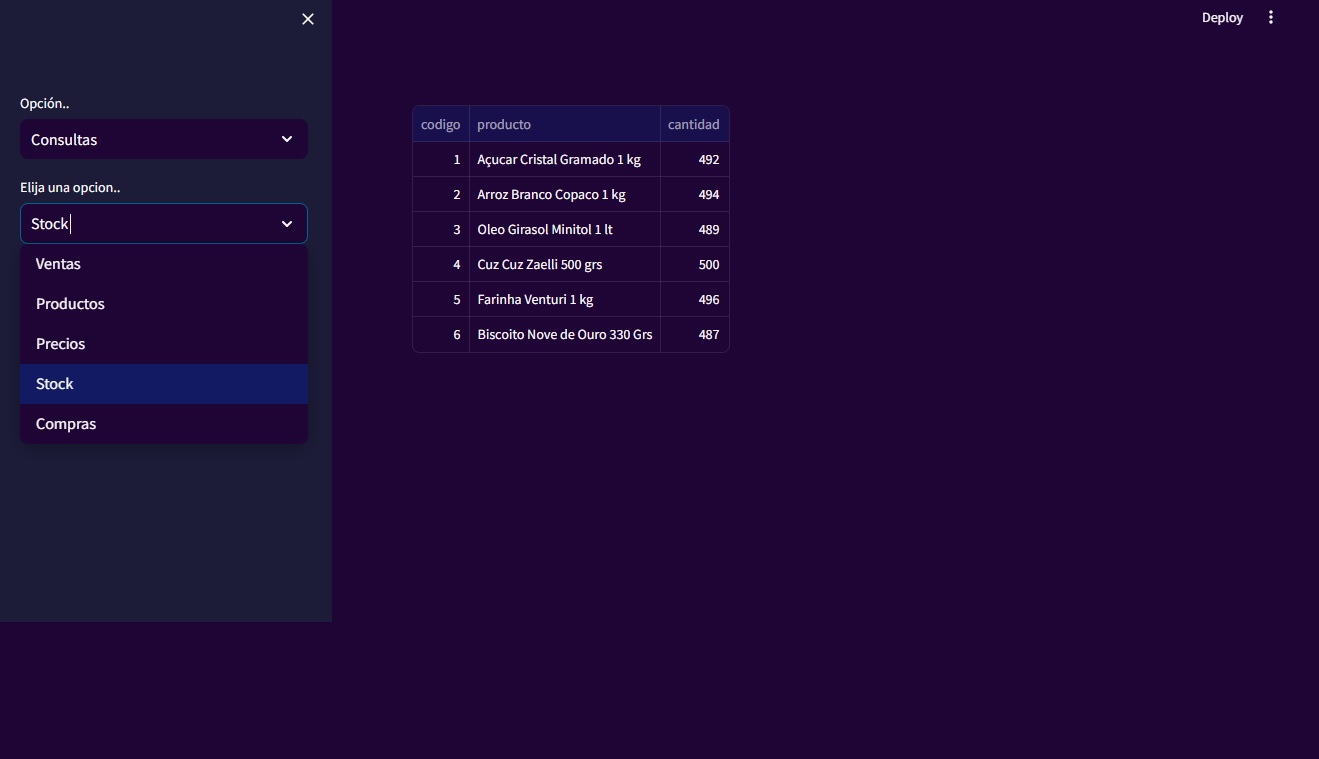 Deploy
Opción..
Consultas
Elija una opcion..
Stock
Ventas
Productos
Precios
Stock
Compras
codigo producto cantidad
1 Açucar Cristal Gramado 1 kg 492
2 Arroz Branco Copaco 1 kg 494
3 Oleo Girasol Minitol 1 lt 489
4 Cuz Cuz Zaelli 500 grs 500
5 Farinha Venturi 1 kg 496
6 Biscoito Nove de Ouro 330 Grs 487